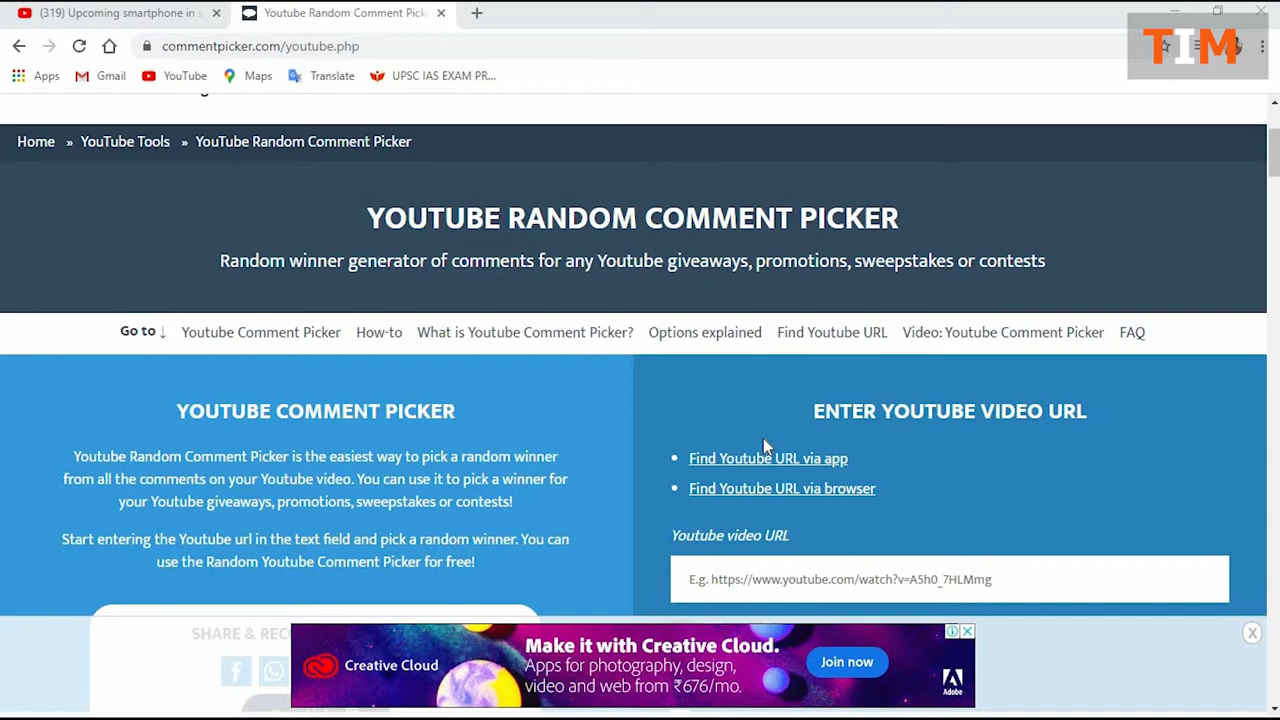 (319) Upcoming smartphone in s
Youtube Random Comment Pick
TIM
commentpicker.com/youtube.php
Apps
Gmail
YouTube
Maps
Translate
UPSC IAS EXAM PR...
Home » YouTube Tools » YouTube Random Comment Picker
YOUTUBE RANDOM COMMENT PICKER
Random winner generator of comments for any Youtube giveaways, promotions, sweepstakes or contests
Go to ↓ Youtube Comment Picker How-to What is Youtube Comment Picker? Options explained Find Youtube URL Video: Youtube Comment Picker FAQ
YOUTUBE COMMENT PICKER
Youtube Random Comment Picker is the easiest way to pick a random winner
from all the comments on your Youtube video. You can use it to pick a winner for
your Youtube giveaways, promotions, sweepstakes or contests!
Start entering the Youtube url in the text field and pick a random winner. You can
use the Random Youtube Comment Picker for free!
SHARE & REC
ENTER YOUTUBE VIDEO URL
• Find Youtube URL via app
• Find Youtube URL via browser
Youtube video URL
E.g. https://www.youtube.com/watch?v=A5h0_7HLMmg
Creative Cloud
Make it with Creative Cloud.
Apps for photography, design,
video and web from ₹676/mo.
Join now
Adobe